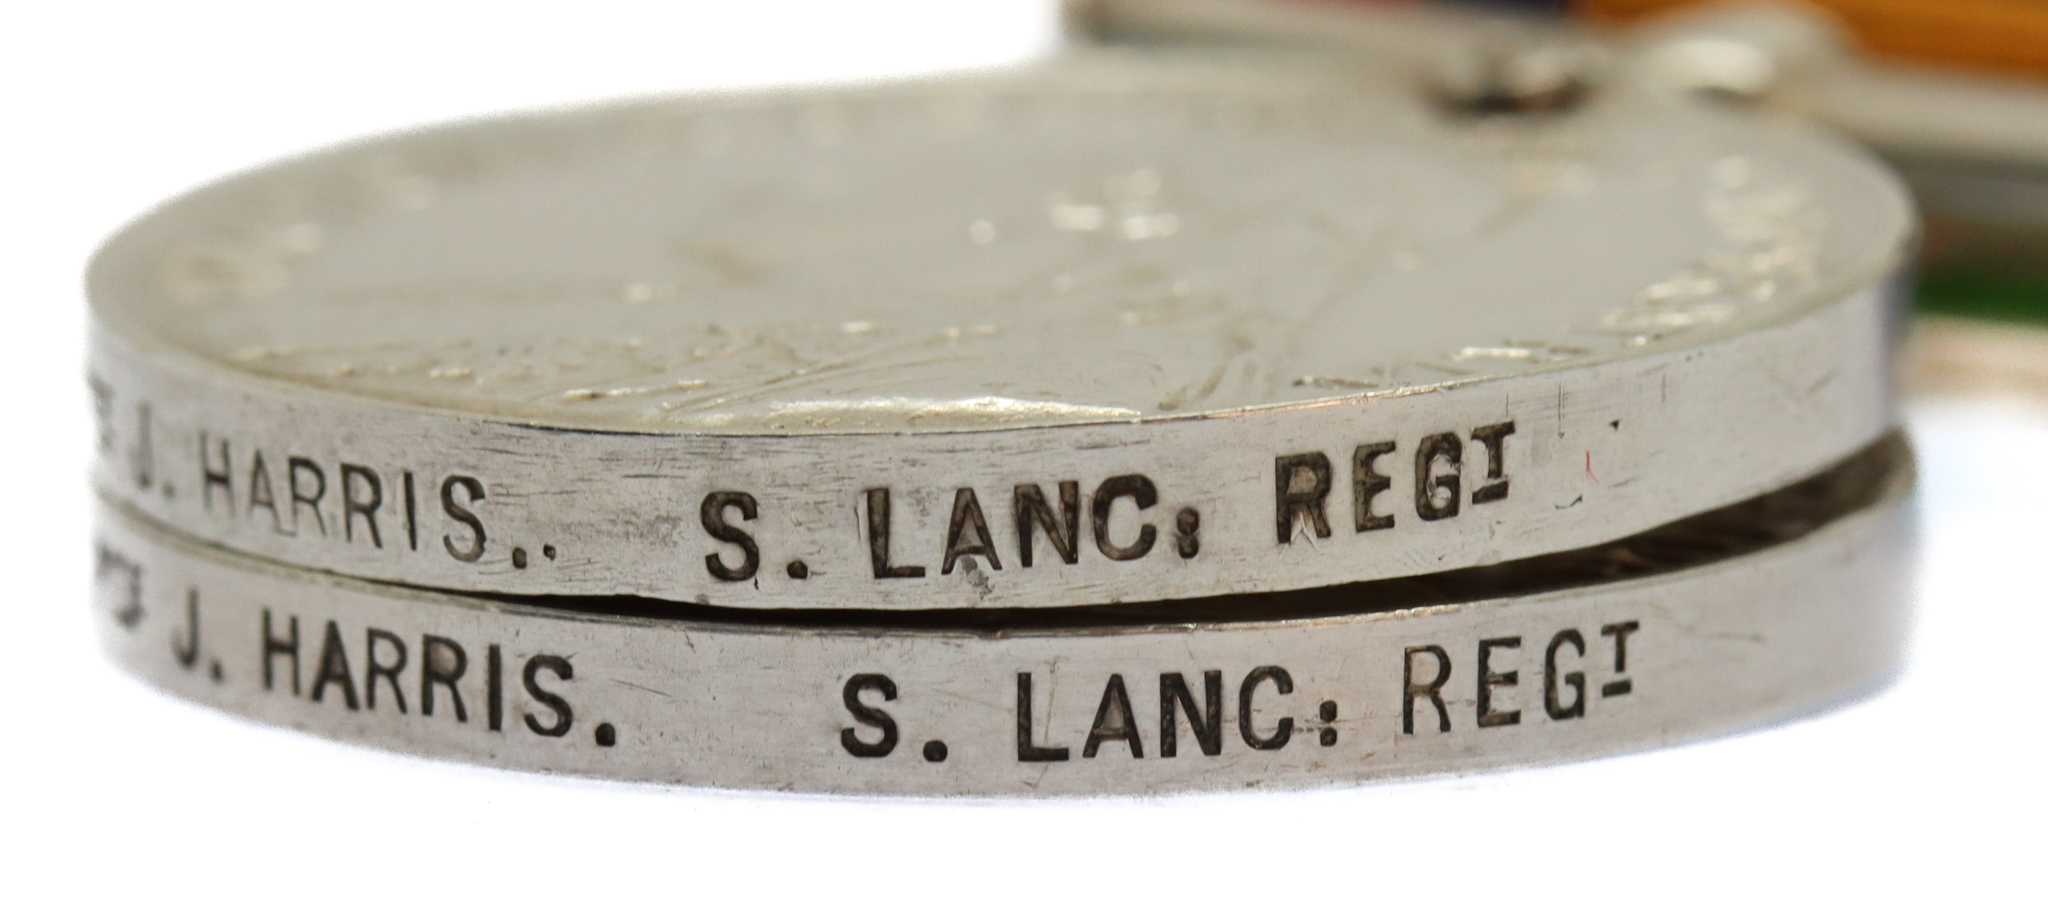 J. HARRIS.. S. LANC: REGT
J. HARRIS. S. LANC: REGT